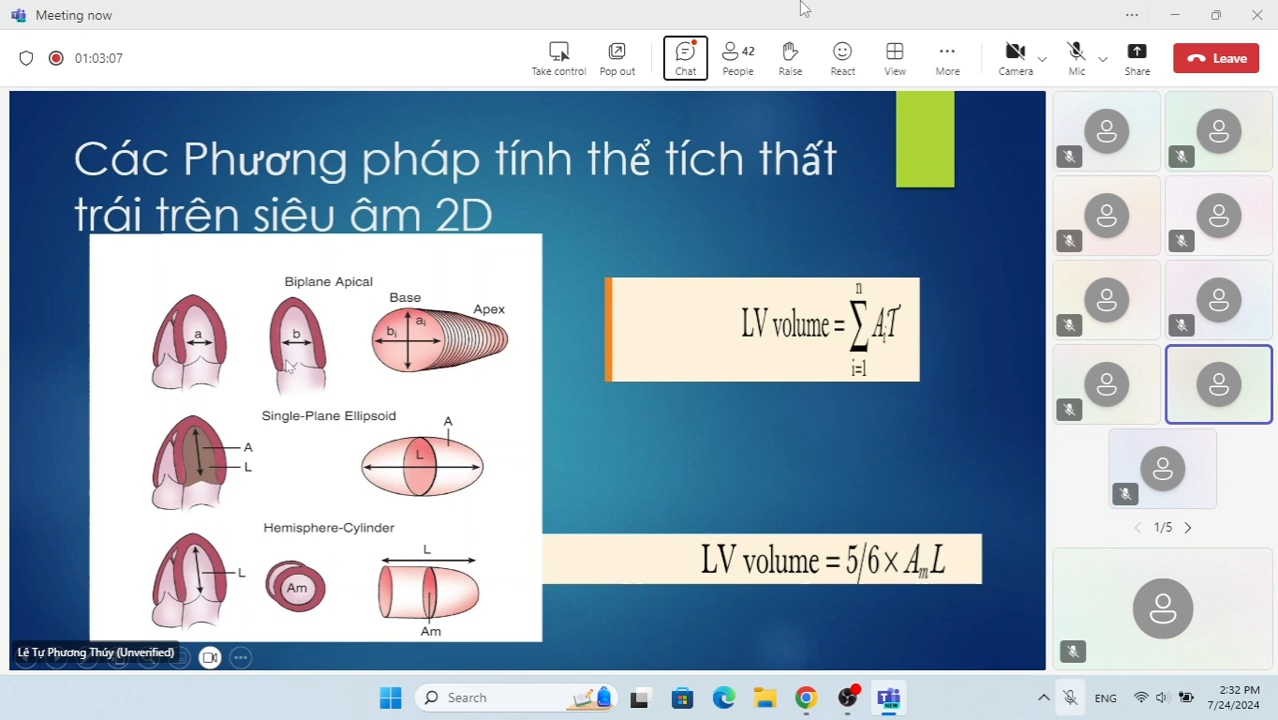 Meeting now
01:03:07
Take control
Pop out
Chat
42
People
Raise
React
View
More
Camera
Mic
Share
Leave
Các Phương pháp tính thể tích thất
trái trên siêu âm 2D
Biplane Apical
Base
Apex
a
b
bi
ai
Single-Plane Ellipsoid
A
L
A
L
Hemisphere-Cylinder
L
Am
L
Am
LV volume = n∑i=1 AiT
LV volume = 5/6 × AmL
Lê Tự Phương Thúy (Unverified)
1/5
Search
NEW
ENG
2:32 PM
7/24/2024